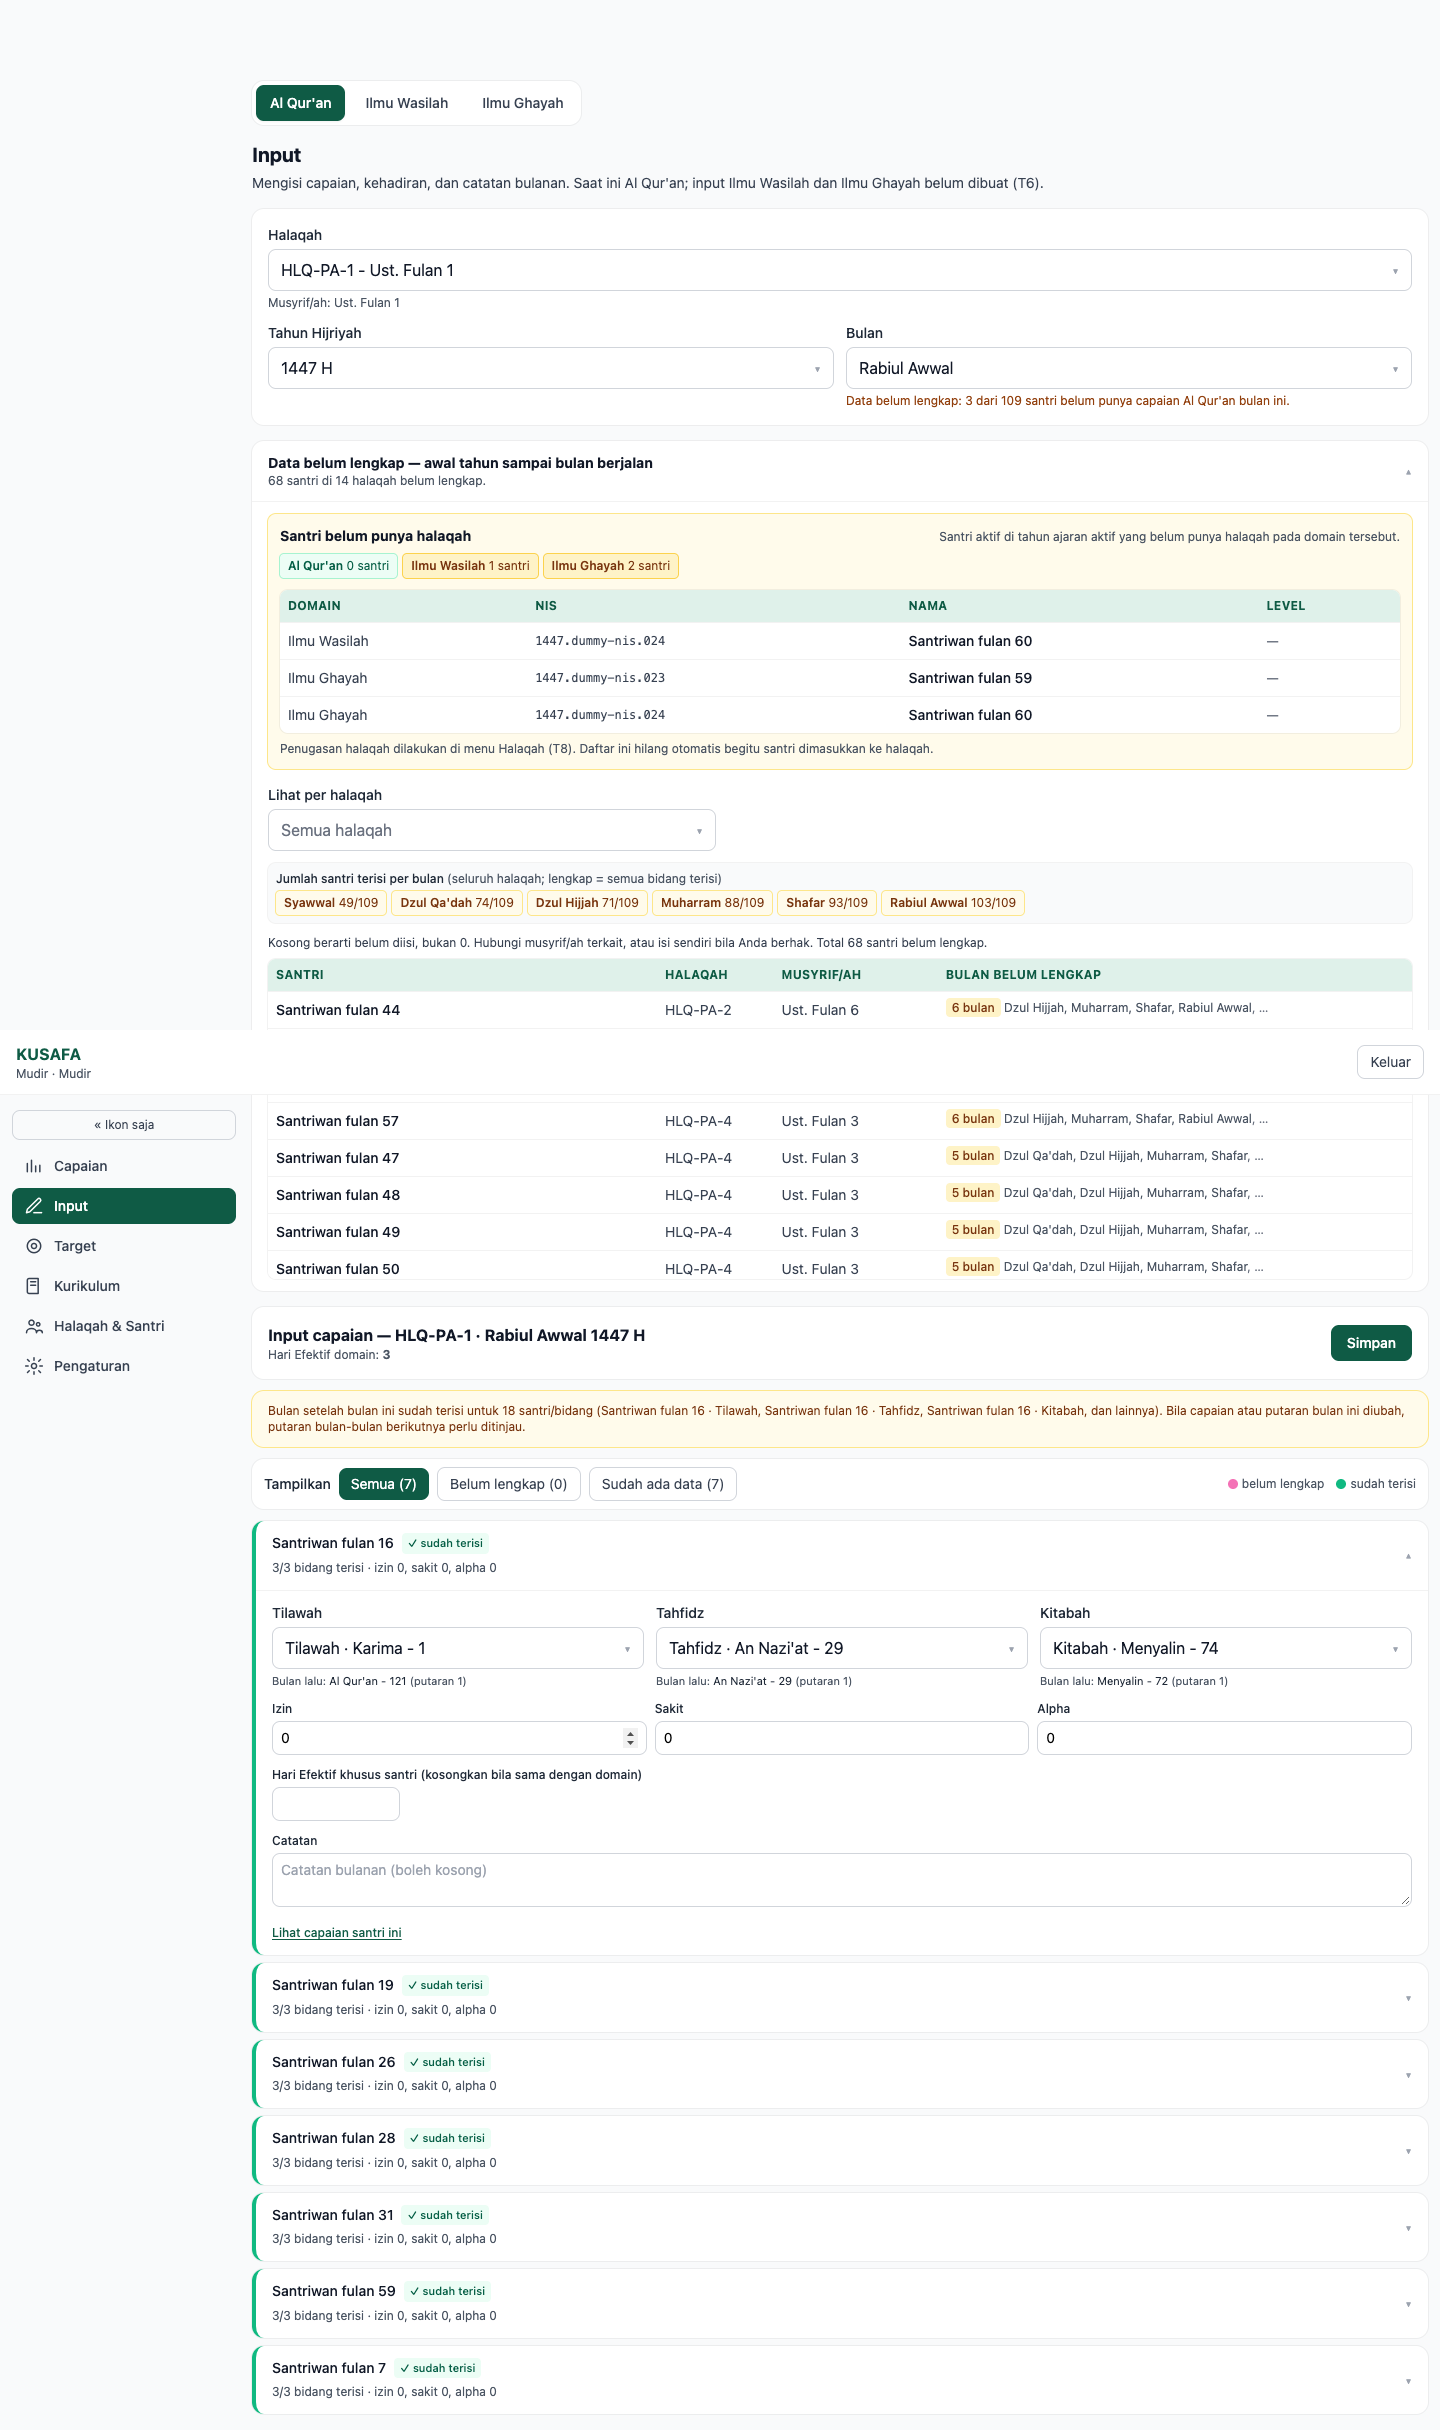 Al Qur'an Ilmu Wasilah Ilmu Ghayah
Input
Mengisi capaian, kehadiran, dan catatan bulanan. Saat ini Al Qur'an; input Ilmu Wasilah dan Ilmu Ghayah belum dibuat (T6).
Halaqah
HLQ-PA-1 - Ust. Fulan 1
Musyrif/ah: Ust. Fulan 1
Tahun Hijriyah Bulan
1447 H Rabiul Awwal
Data belum lengkap: 3 dari 109 santri belum punya capaian Al Qur'an bulan ini.
Data belum lengkap — awal tahun sampai bulan berjalan
68 santri di 14 halaqah belum lengkap.
Santri belum punya halaqah Santri aktif di tahun ajaran aktif yang belum punya halaqah pada domain tersebut.
Al Qur'an 0 santri Ilmu Wasilah 1 santri Ilmu Ghayah 2 santri
DOMAIN NIS NAMA LEVEL
Ilmu Wasilah 1447.dummy-nis.024 Santriwan fulan 60 —
Ilmu Ghayah 1447.dummy-nis.023 Santriwan fulan 59 —
Ilmu Ghayah 1447.dummy-nis.024 Santriwan fulan 60 —
Penugasan halaqah dilakukan di menu Halaqah (T8). Daftar ini hilang otomatis begitu santri dimasukkan ke halaqah.
Lihat per halaqah
Semua halaqah
Jumlah santri terisi per bulan (seluruh halaqah; lengkap = semua bidang terisi)
Syawwal 49/109 Dzul Qa'dah 74/109 Dzul Hijjah 71/109 Muharram 88/109 Shafar 93/109 Rabiul Awwal 103/109
Kosong berarti belum diisi, bukan 0. Hubungi musyrif/ah terkait, atau isi sendiri bila Anda berhak. Total 68 santri belum lengkap.
SANTRI HALAQAH MUSYRIF/AH BULAN BELUM LENGKAP
Santriwan fulan 44 HLQ-PA-2 Ust. Fulan 6 6 bulan Dzul Hijjah, Muharram, Shafar, Rabiul Awwal, ...
KUSAFA
Mudir · Mudir
Keluar
« Ikon saja
Capaian
Input
Target
Kurikulum
Halaqah & Santri
Pengaturan
Santriwan fulan 57 HLQ-PA-4 Ust. Fulan 3 6 bulan Dzul Hijjah, Muharram, Shafar, Rabiul Awwal, ...
Santriwan fulan 47 HLQ-PA-4 Ust. Fulan 3 5 bulan Dzul Qa'dah, Dzul Hijjah, Muharram, Shafar, ...
Santriwan fulan 48 HLQ-PA-4 Ust. Fulan 3 5 bulan Dzul Qa'dah, Dzul Hijjah, Muharram, Shafar, ...
Santriwan fulan 49 HLQ-PA-4 Ust. Fulan 3 5 bulan Dzul Qa'dah, Dzul Hijjah, Muharram, Shafar, ...
Santriwan fulan 50 HLQ-PA-4 Ust. Fulan 3 5 bulan Dzul Qa'dah, Dzul Hijjah, Muharram, Shafar, ...
Input capaian — HLQ-PA-1 · Rabiul Awwal 1447 H
Hari Efektif domain: 3
Simpan
Bulan setelah bulan ini sudah terisi untuk 18 santri/bidang (Santriwan fulan 16 · Tilawah, Santriwan fulan 16 · Tahfidz, Santriwan fulan 16 · Kitabah, dan lainnya). Bila capaian atau putaran bulan ini diubah,
putaran bulan-bulan berikutnya perlu ditinjau.
Tampilkan Semua (7) Belum lengkap (0) Sudah ada data (7) belum lengkap sudah terisi
Santriwan fulan 16 ✓ sudah terisi
3/3 bidang terisi · izin 0, sakit 0, alpha 0
Tilawah Tahfidz Kitabah
Tilawah · Karima - 1 Tahfidz · An Nazi'at - 29 Kitabah · Menyalin - 74
Bulan lalu: Al Qur'an - 121 (putaran 1) Bulan lalu: An Nazi'at - 29 (putaran 1) Bulan lalu: Menyalin - 72 (putaran 1)
Izin Sakit Alpha
0 0 0
Hari Efektif khusus santri (kosongkan bila sama dengan domain)
Catatan
Catatan bulanan (boleh kosong)
Lihat capaian santri ini
Santriwan fulan 19 ✓ sudah terisi
3/3 bidang terisi · izin 0, sakit 0, alpha 0
Santriwan fulan 26 ✓ sudah terisi
3/3 bidang terisi · izin 0, sakit 0, alpha 0
Santriwan fulan 28 ✓ sudah terisi
3/3 bidang terisi · izin 0, sakit 0, alpha 0
Santriwan fulan 31 ✓ sudah terisi
3/3 bidang terisi · izin 0, sakit 0, alpha 0
Santriwan fulan 59 ✓ sudah terisi
3/3 bidang terisi · izin 0, sakit 0, alpha 0
Santriwan fulan 7 ✓ sudah terisi
3/3 bidang terisi · izin 0, sakit 0, alpha 0